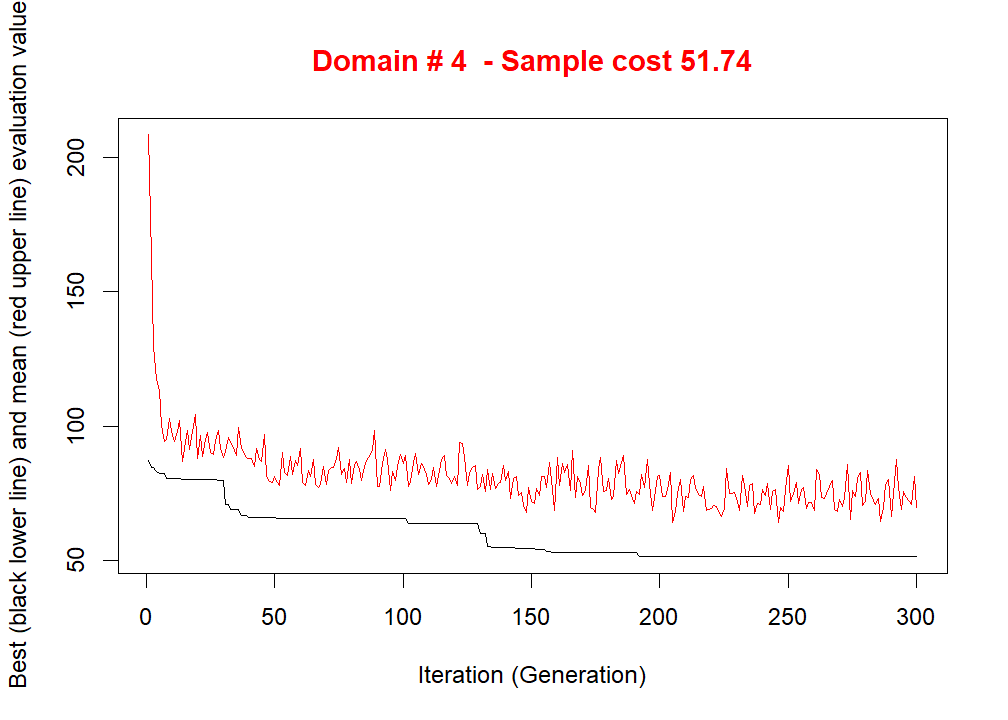 Domain # 4  - Sample cost 51.74
Best (black lower line) and mean (red upper line) evaluation value
200
150
100
50
0 50 100 150 200 250 300
Iteration (Generation)